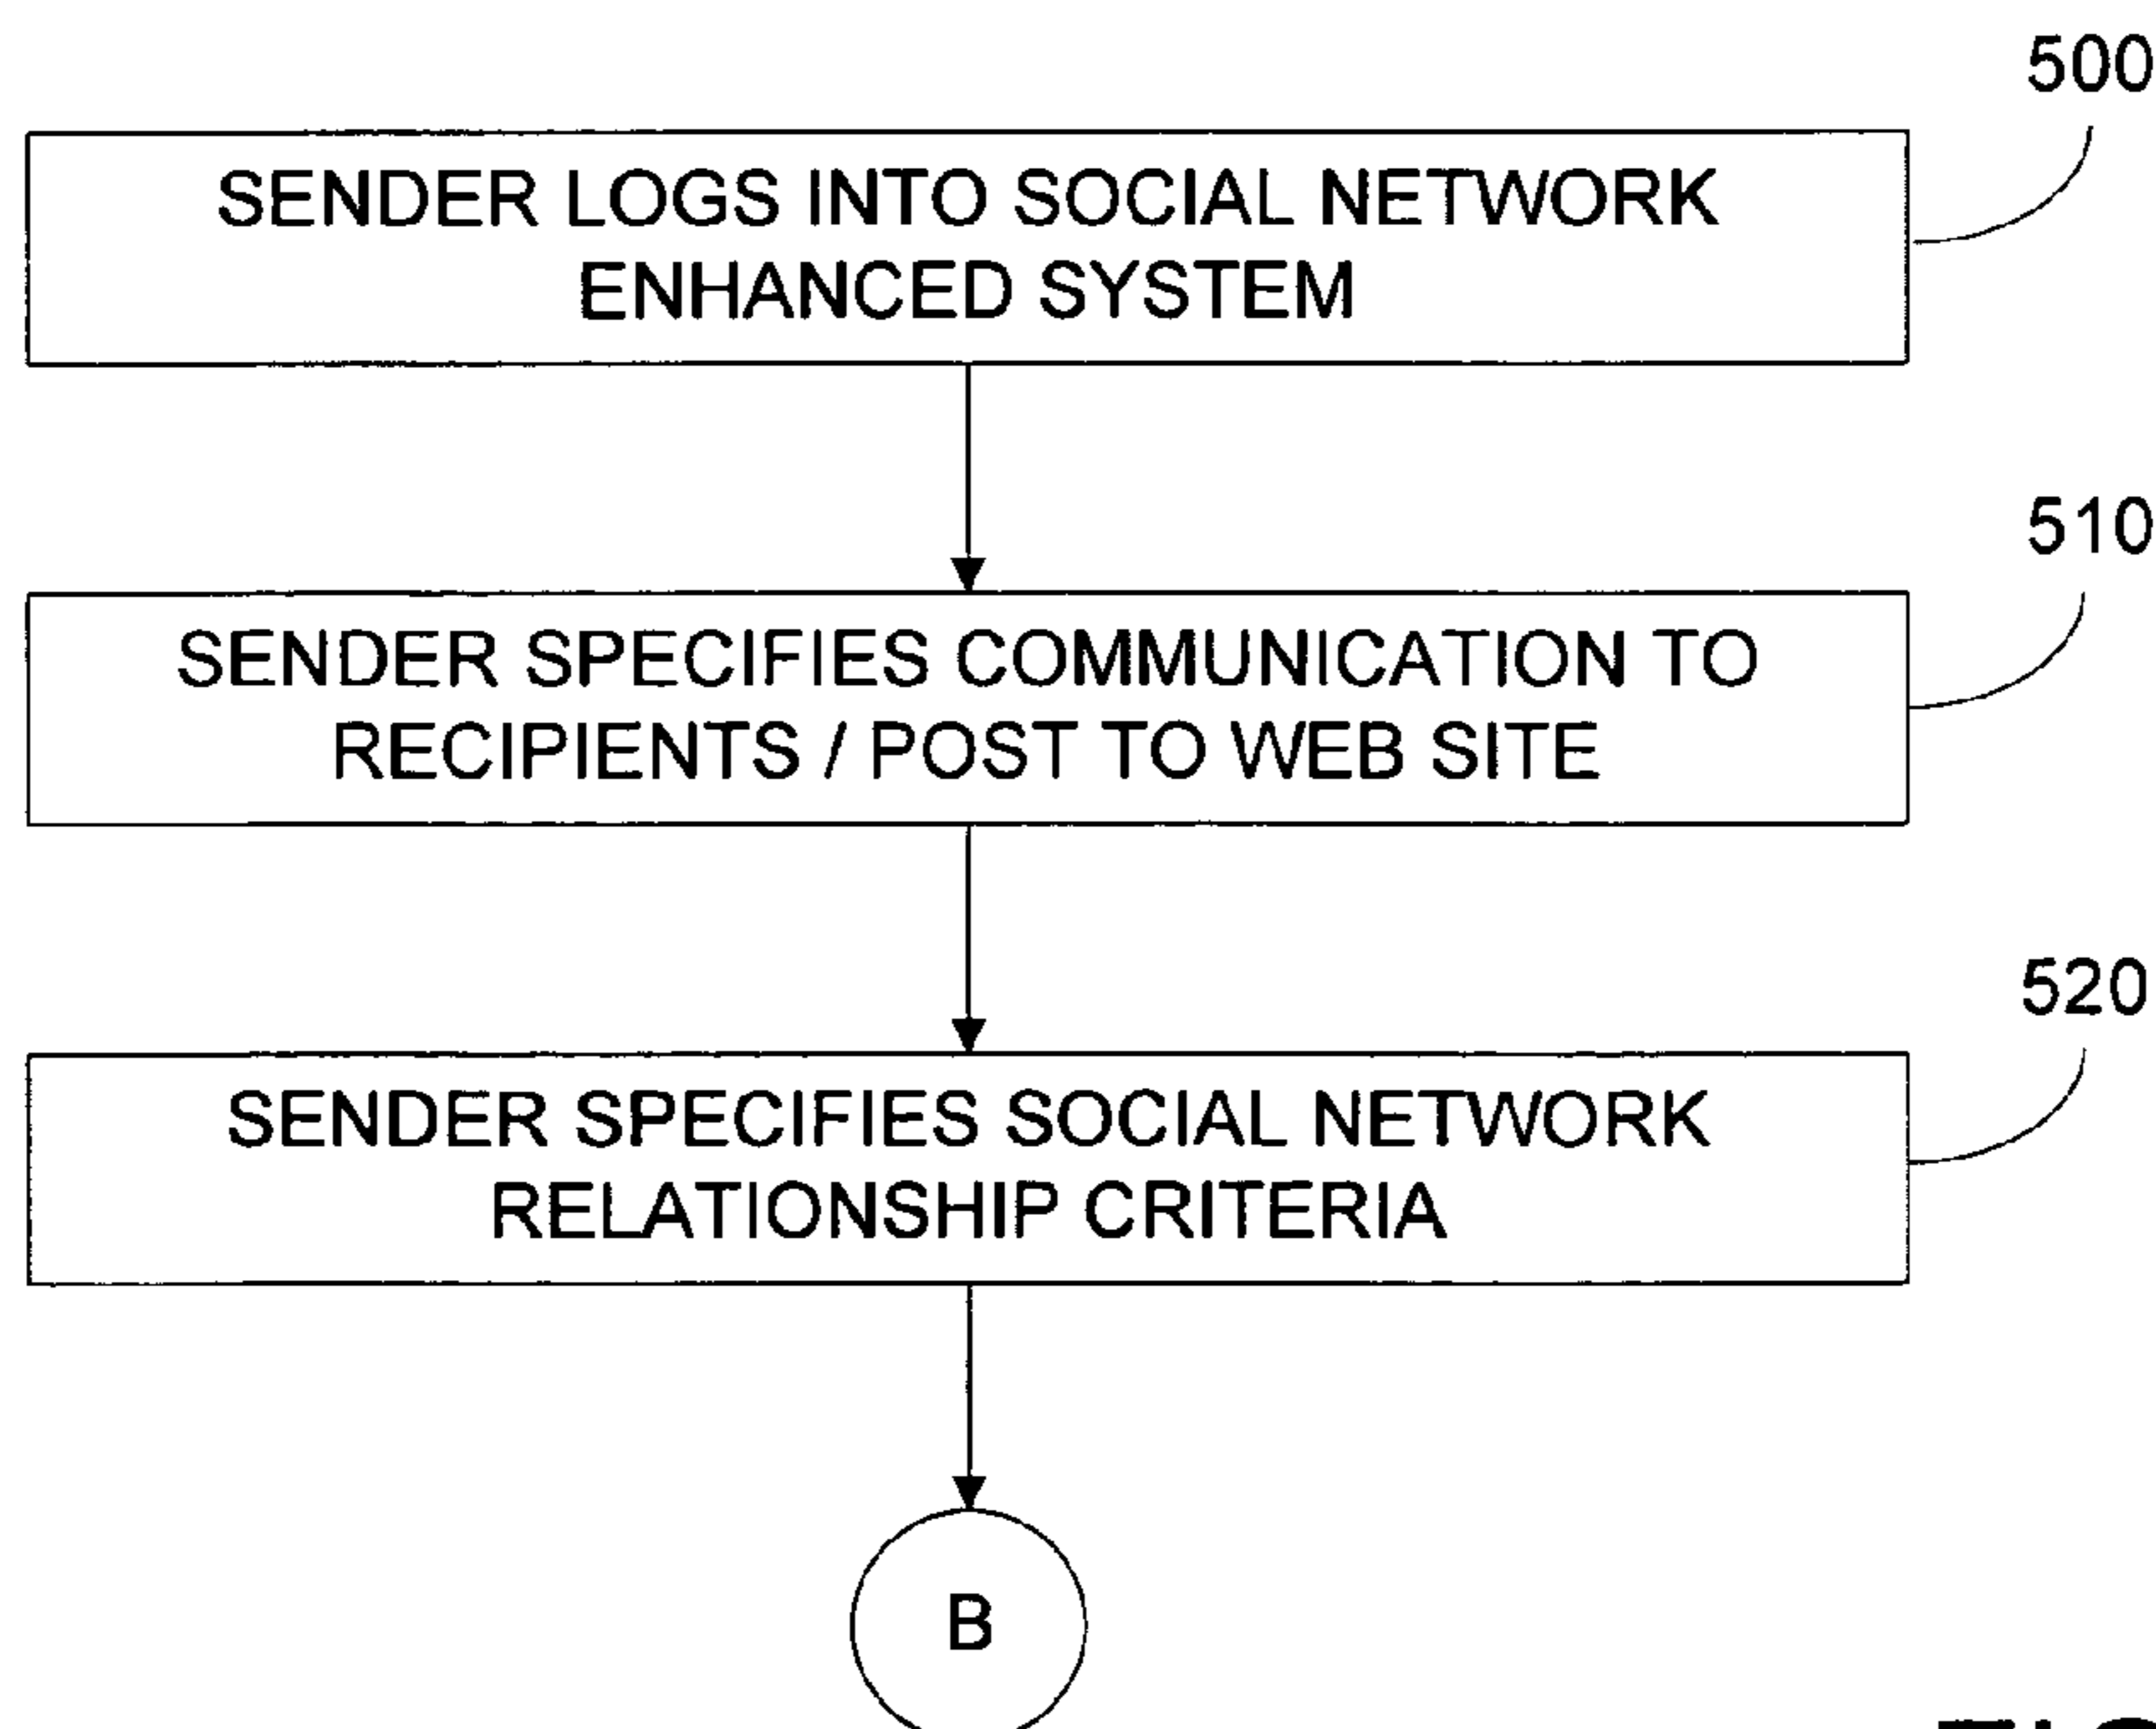 500
SENDER LOGS INTO SOCIAL NETWORK
ENHANCED SYSTEM
510
SENDER SPECIFIES COMMUNICATION TO
RECIPIENTS / POST TO WEB SITE
520
SENDER SPECIFIES SOCIAL NETWORK
RELATIONSHIP CRITERIA
B